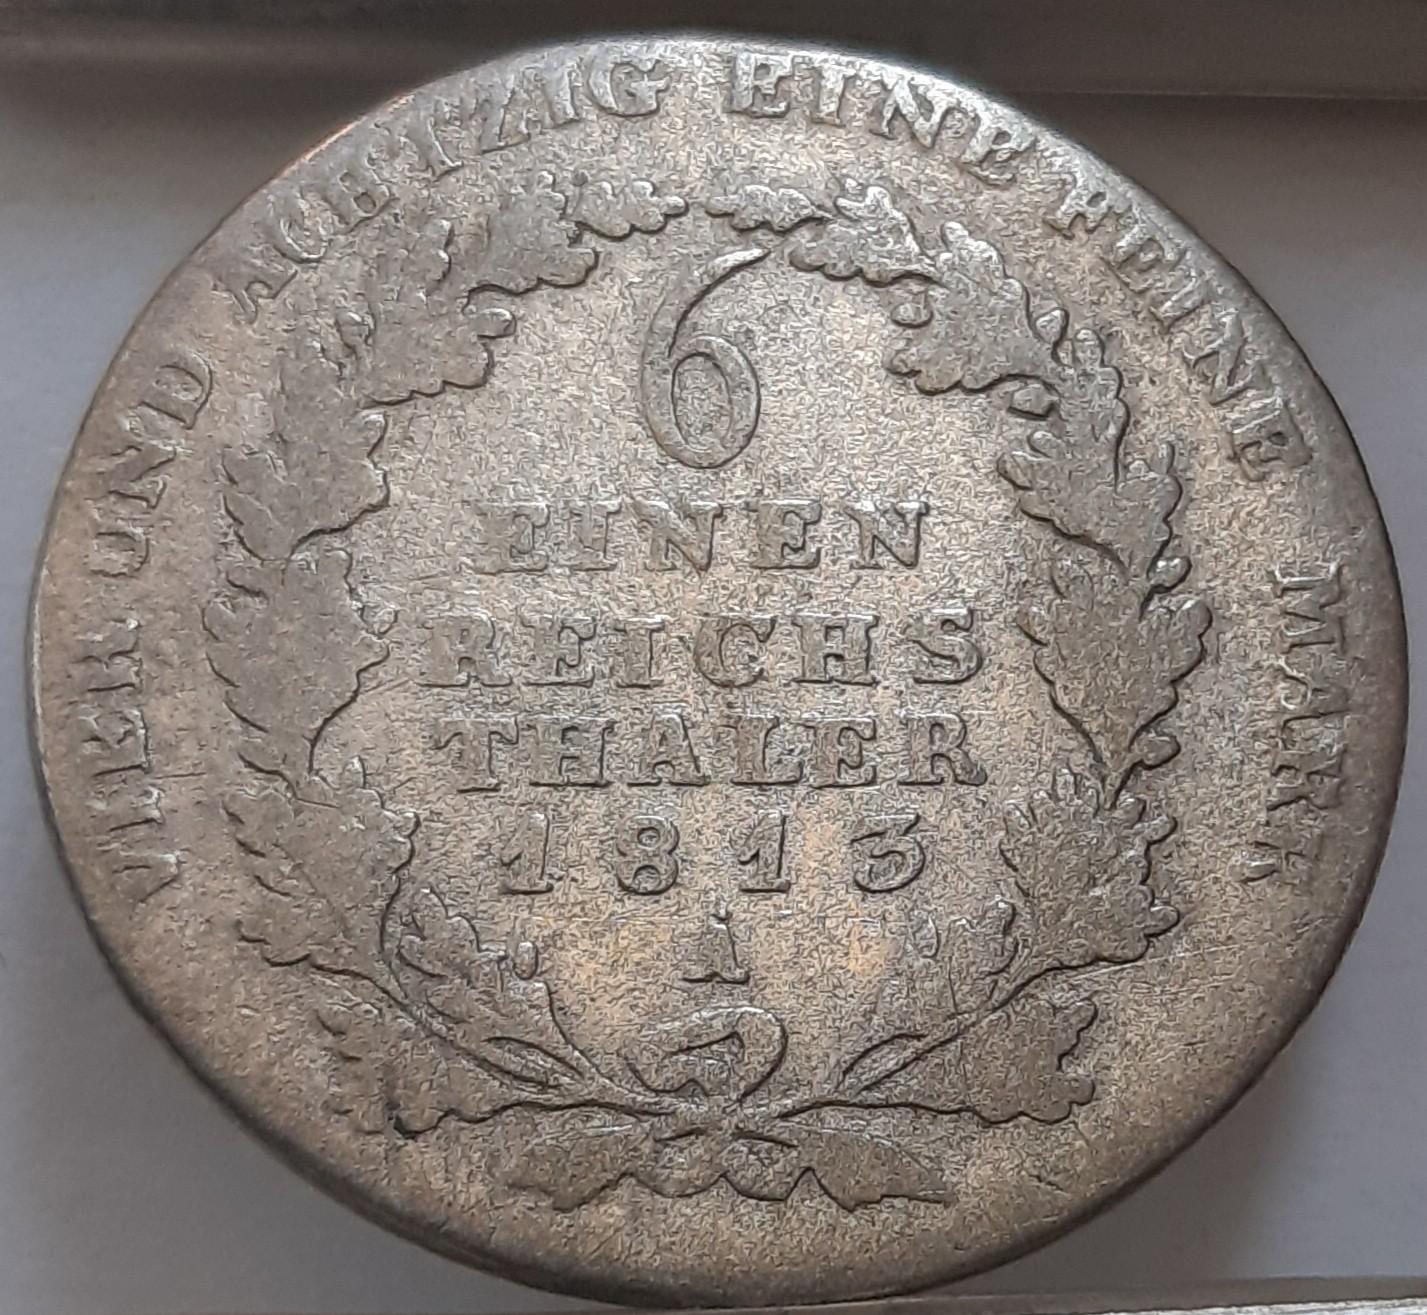 VIER UND ACHTZIG EINE FEINE MARK
6
EINEN
REICHS
THALER
1813
A